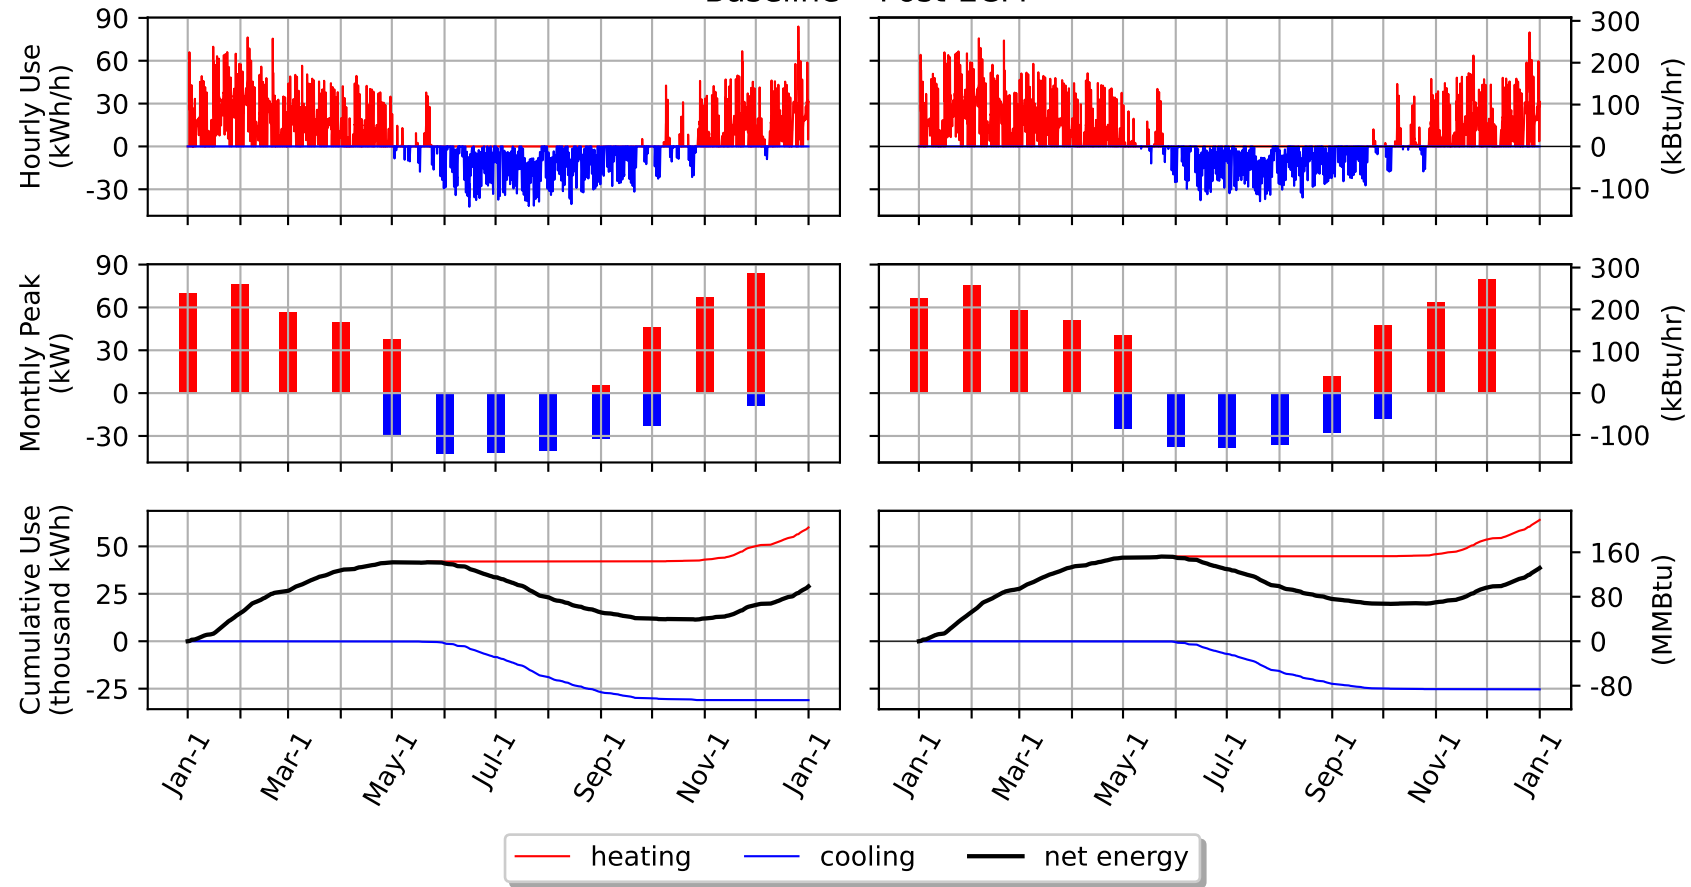 90 300
60 200
30 100
0 0
-30 -100
Hourly Use
(kWh/h)
(kBtu/hr)
90 300
60 200
30 100
0 0
-30 -100
Monthly Peak
(kW)
(kBtu/hr)
50 160
25 80
0 0
-25 -80
Cumulative Use
(thousand kWh)
(MMBtu)
Jan-1 Mar-1 May-1 Jul-1 Sep-1 Nov-1 Jan-1 Jan-1 Mar-1 May-1 Jul-1 Sep-1 Nov-1 Jan-1
heating cooling net energy